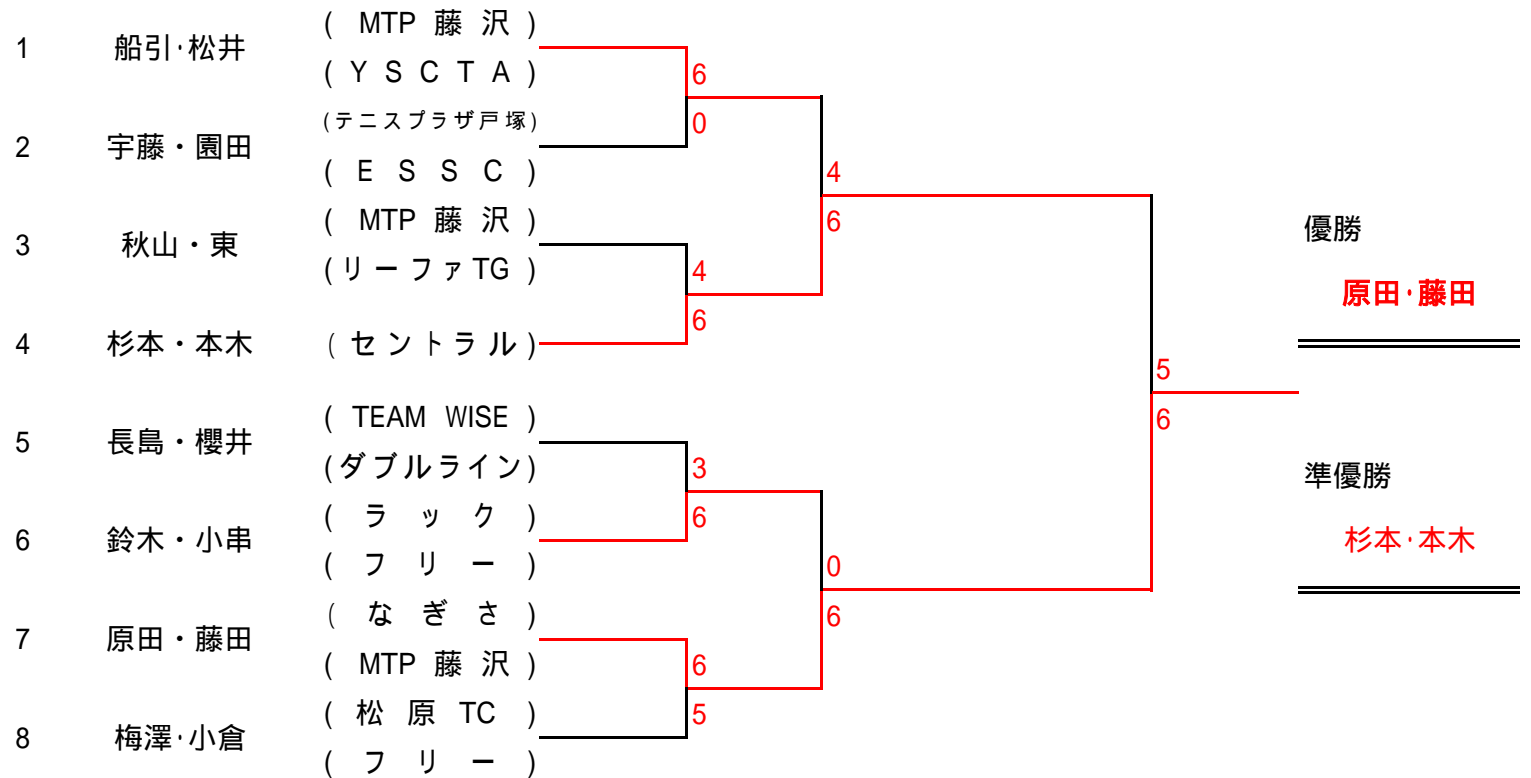 1 船引·松井 ( MTP 藤 沢 )
( Y S C T A )
6
0
2 宇藤・園田 (テニスプラザ戸塚)
( E S S C )
4
6
3 秋山・東 ( MTP 藤 沢 )
(リーファTG )
4
6
4 杉本・本木 ( セントラル )
優勝
原田·藤田
5
6
5 長島・櫻井 ( TEAM WISE )
(ダブルライン)
3
6
6 鈴木・小串 ( ラ ッ ク )
( フ リ ー )
準優勝
杉本·本木
0
6
7 原田・藤田 ( な ぎ さ )
( MTP 藤 沢 )
6
5
8 梅澤·小倉 ( 松 原 TC )
( フ リ ー )